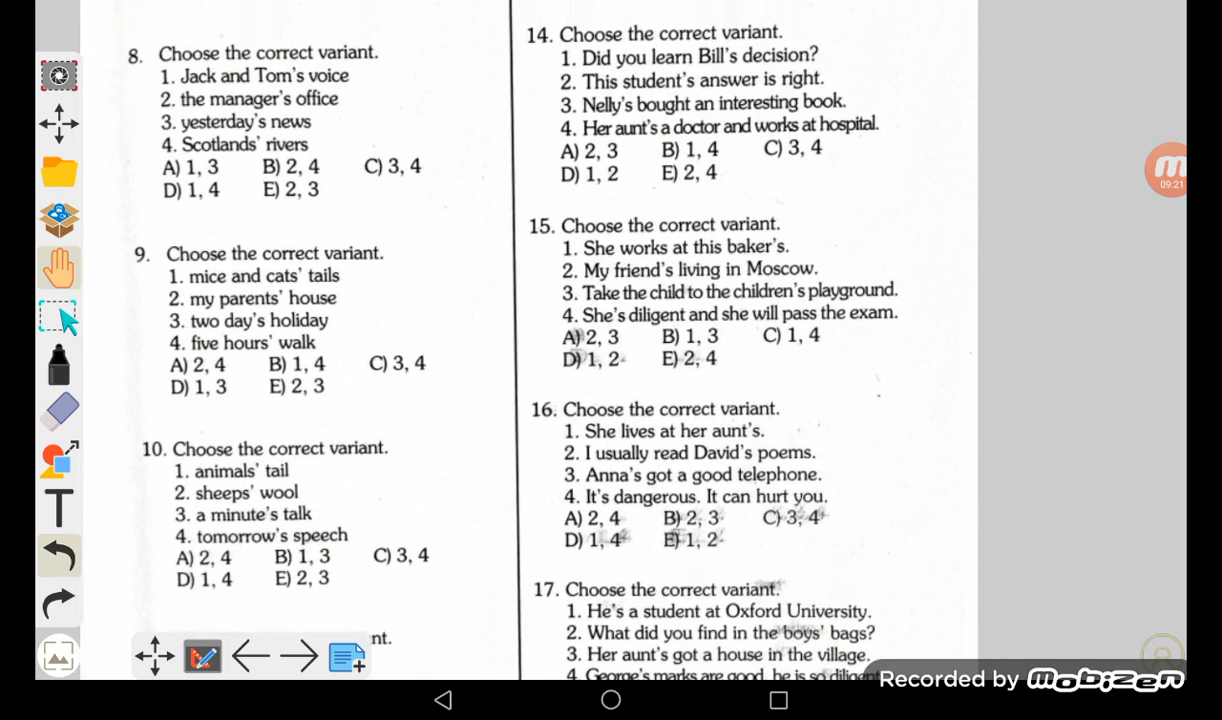 8. Choose the correct variant.
1. Jack and Tom's voice
2. the manager's office
3. yesterday's news
4. Scotlands' rivers
A) 1, 3 B) 2, 4 C) 3, 4
D) 1, 4 E) 2, 3
9. Choose the correct variant.
1. mice and cats' tails
2. my parents' house
3. two day's holiday
4. five hours' walk
A) 2, 4 B) 1, 4 C) 3, 4
D) 1, 3 E) 2, 3
10. Choose the correct variant.
1. animals' tail
2. sheeps' wool
3. a minute's talk
4. tomorrow's speech
A) 2, 4 B) 1, 3 C) 3, 4
D) 1, 4 E) 2, 3
nt.
14. Choose the correct variant.
1. Did you learn Bill's decision?
2. This student's answer is right.
3. Nelly's bought an interesting book.
4. Her aunt's a doctor and works at hospital.
A) 2, 3 B) 1, 4 C) 3, 4
D) 1, 2 E) 2, 4
15. Choose the correct variant.
1. She works at this baker's.
2. My friend's living in Moscow.
3. Take the child to the children's playground.
4. She's diligent and she will pass the exam.
A) 2, 3 B) 1, 3 C) 1, 4
D) 1, 2 E) 2, 4
16. Choose the correct variant.
1. She lives at her aunt's.
2. I usually read David's poems.
3. Anna's got a good telephone.
4. It's dangerous. It can hurt you.
A) 2, 4 B) 2, 3 C) 3, 4
D) 1, 4 E) 1, 2
17. Choose the correct variant.
1. He's a student at Oxford University.
2. What did you find in the boys' bags?
3. Her aunt's got a house in the village.
4. George's marks are good, he is so diligent
T
09:21
Recorded by mobizen